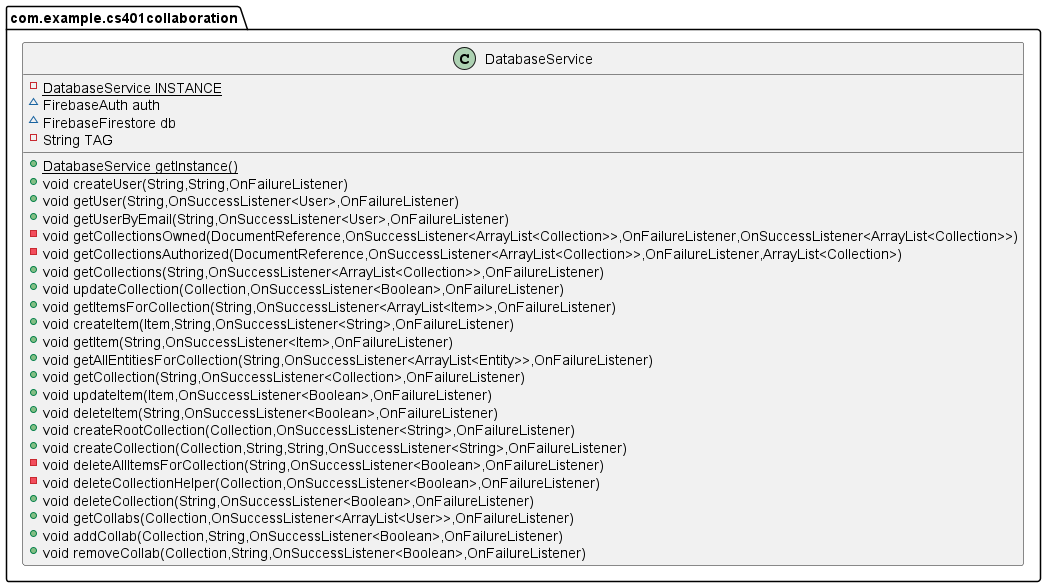 com.example.cs401collaboration
C DatabaseService
DatabaseService INSTANCE
FirebaseAuth auth
FirebaseFirestore db
String TAG
DatabaseService getInstance()
void createUser(String,String,OnFailureListener)
void getUser(String,OnSuccessListener<User>,OnFailureListener)
void getUserByEmail(String,OnSuccessListener<User>,OnFailureListener)
void getCollectionsOwned(DocumentReference,OnSuccessListener<ArrayList<Collection>>,OnFailureListener,OnSuccessListener<ArrayList<Collection>>)
void getCollectionsAuthorized(DocumentReference,OnSuccessListener<ArrayList<Collection>>,OnFailureListener,ArrayList<Collection>)
void getCollections(String,OnSuccessListener<ArrayList<Collection>>,OnFailureListener)
void updateCollection(Collection,OnSuccessListener<Boolean>,OnFailureListener)
void getItemsForCollection(String,OnSuccessListener<ArrayList<Item>>,OnFailureListener)
void createItem(Item,String,OnSuccessListener<String>,OnFailureListener)
void getItem(String,OnSuccessListener<Item>,OnFailureListener)
void getAllEntitiesForCollection(String,OnSuccessListener<ArrayList<Entity>>,OnFailureListener)
void getCollection(String,OnSuccessListener<Collection>,OnFailureListener)
void updateItem(Item,OnSuccessListener<Boolean>,OnFailureListener)
void deleteItem(String,OnSuccessListener<Boolean>,OnFailureListener)
void createRootCollection(Collection,OnSuccessListener<String>,OnFailureListener)
void createCollection(Collection,String,String,OnSuccessListener<String>,OnFailureListener)
void deleteAllItemsForCollection(String,OnSuccessListener<Boolean>,OnFailureListener)
void deleteCollectionHelper(Collection,OnSuccessListener<Boolean>,OnFailureListener)
void deleteCollection(String,OnSuccessListener<Boolean>,OnFailureListener)
void getCollabs(Collection,OnSuccessListener<ArrayList<User>>,OnFailureListener)
void addCollab(Collection,String,OnSuccessListener<Boolean>,OnFailureListener)
void removeCollab(Collection,String,OnSuccessListener<Boolean>,OnFailureListener)